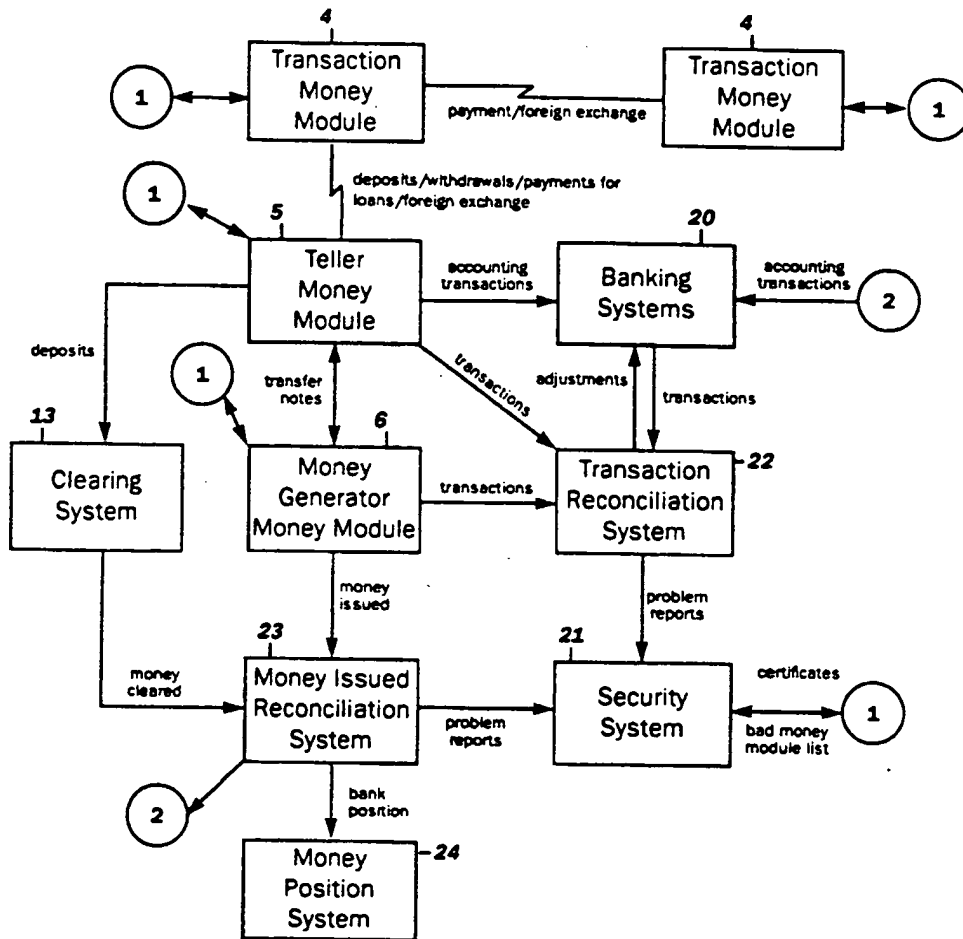 4
4
Transaction
Money
Module
Transaction
Money
Module
1
1
payment/foreign exchange
deposits/withdrawals/payments for
loans/foreign exchange
1
5
20
Teller
Money
Module
accounting
transactions
Banking
Systems
accounting
transactions
2
deposits
1
transfer
notes
transactions
adjustments
transactions
13
6
22
Clearing
System
Money
Generator
Money Module
transactions
Transaction
Reconciliation
System
money
issued
problem
reports
23
21
money
cleared
Money Issued
Reconciliation
System
problem
reports
Security
System
certificates
1
bad money
module list
2
bank
position
24
Money
Position
System